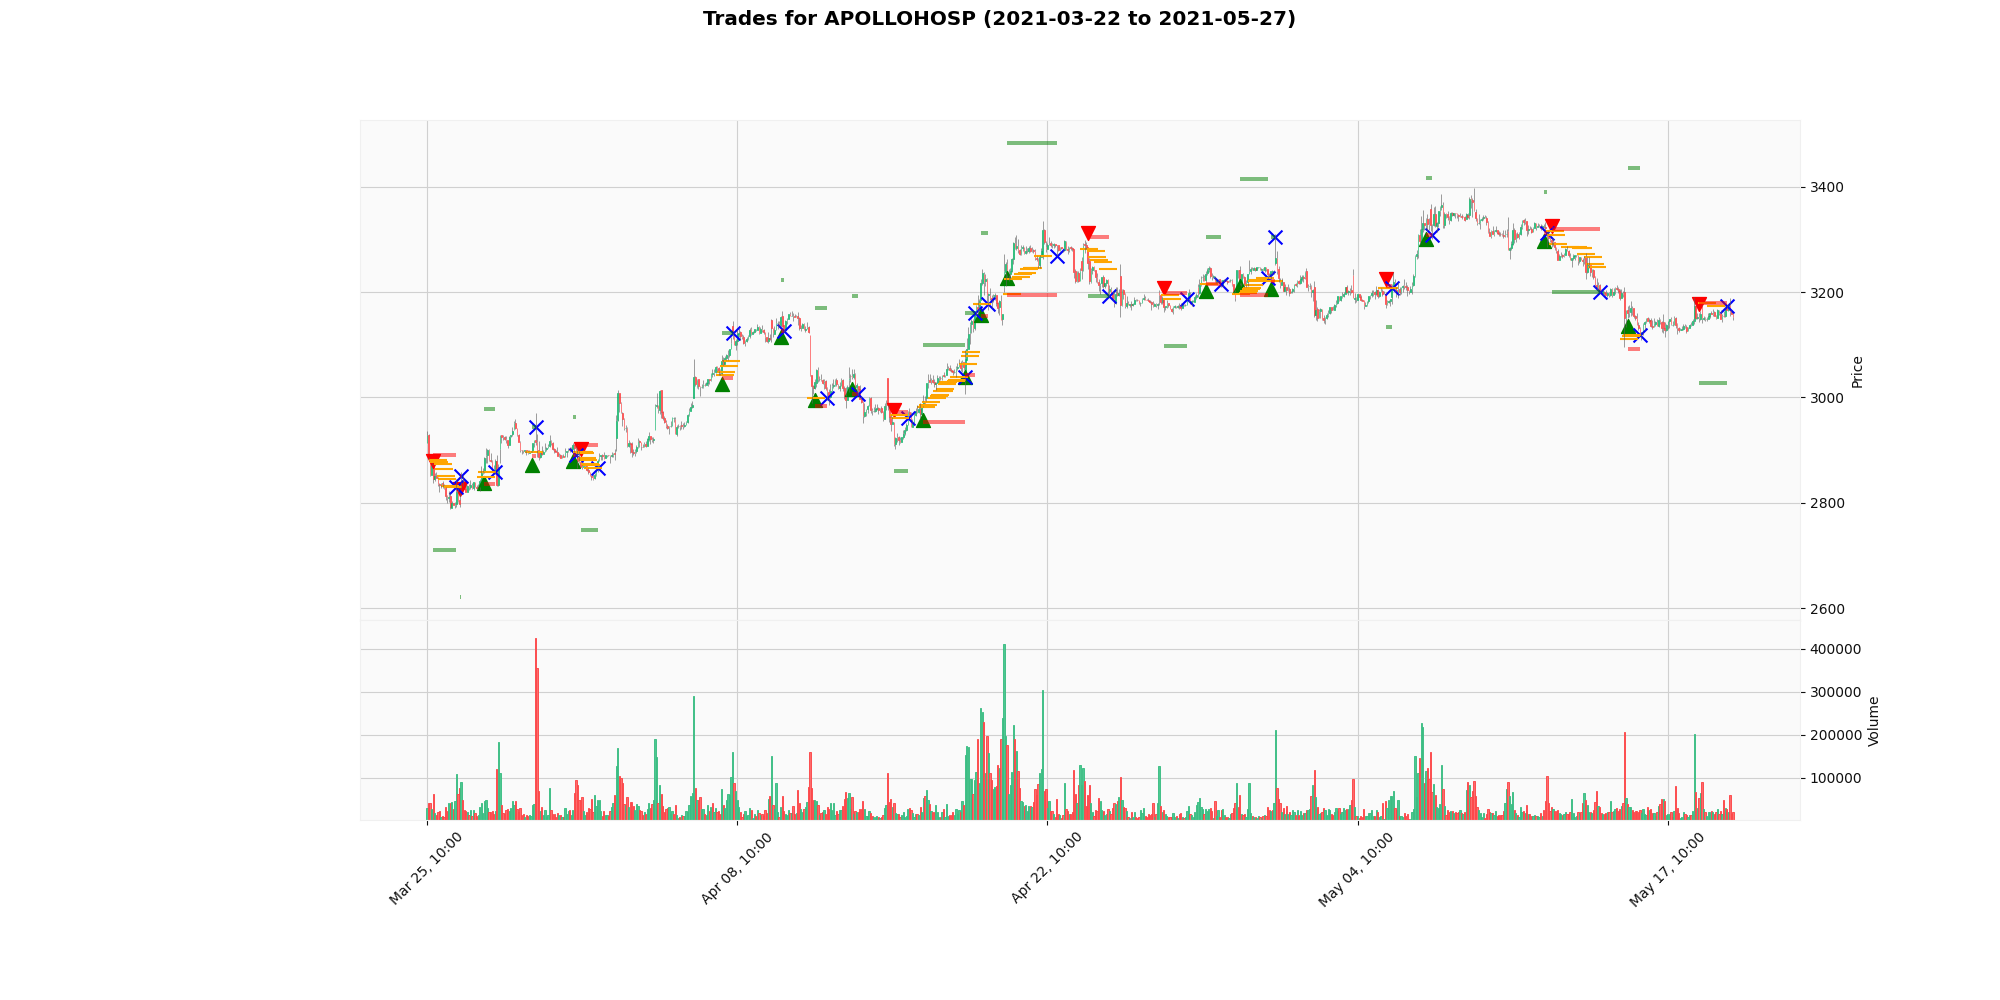 Trades for APOLLOHOSP (2021-03-22 to 2021-05-27)
3400
3200
3000
2800
2600
Price
400000
300000
200000
100000
Volume
Mar 25, 10:00
Apr 08, 10:00
Apr 22, 10:00
May 04, 10:00
May 17, 10:00